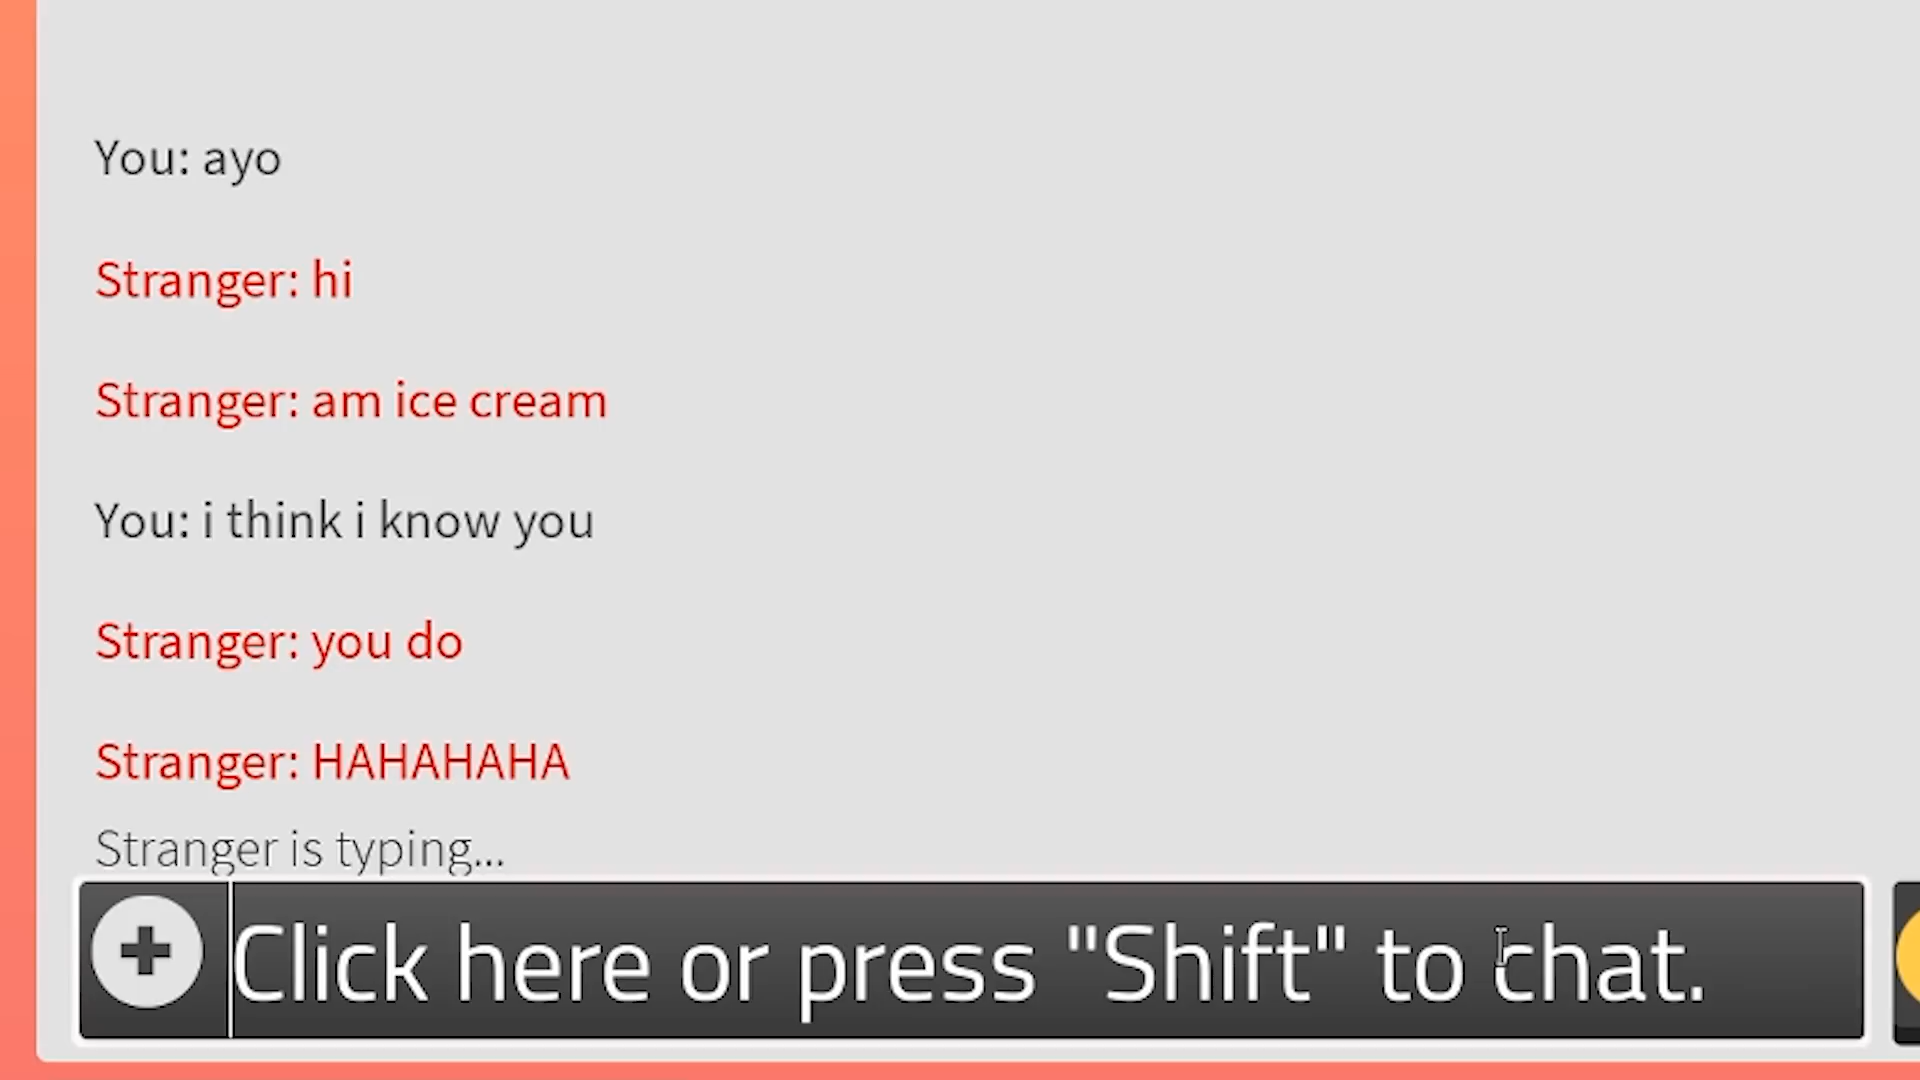 You: ayo
Stranger: hi
Stranger: am ice cream
You: i think i know you
Stranger: you do
Stranger: HAHAHAHA
Stranger is typing...
Click here or press "Shift" to chat.